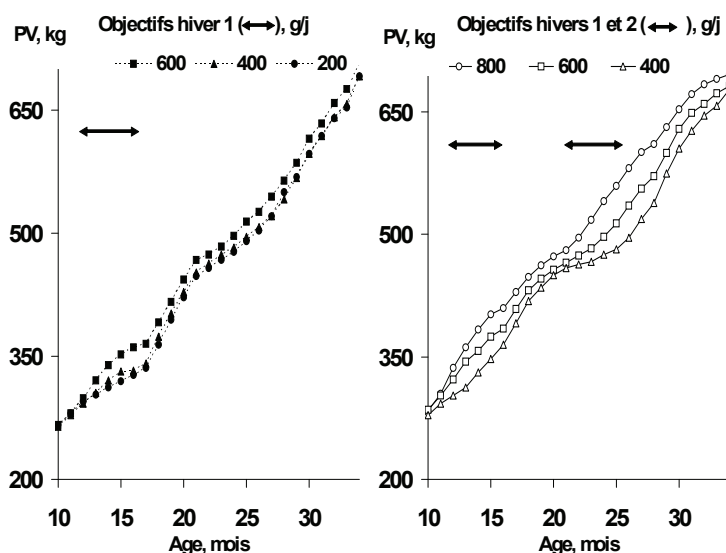 PV, kg
Objectifs hiver 1 (↔), g/j
600 400 200
650
500
350
200
10 15 20 25 30
Age, mois
PV, kg
Objectifs hivers 1 et 2 (↔), g/j
800 600 400
650
500
350
200
10 15 20 25 30
Age, mois